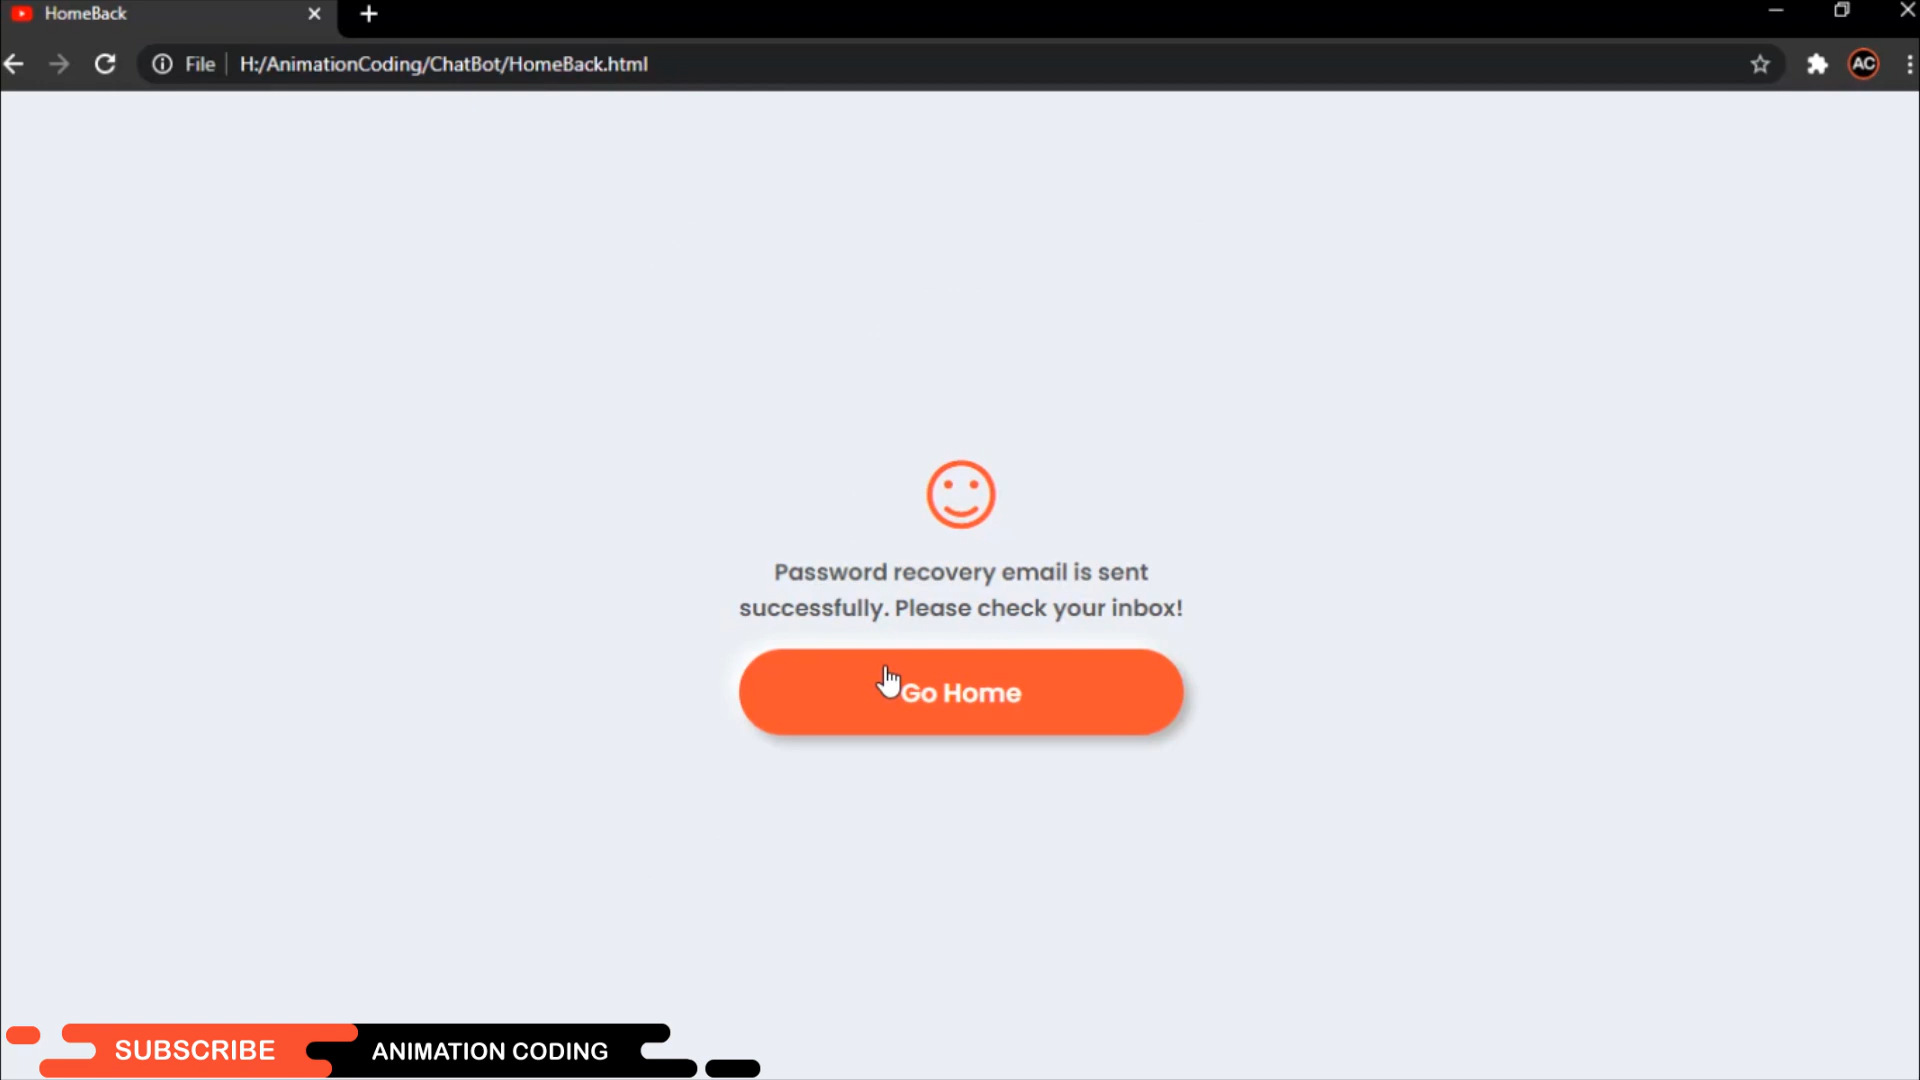 HomeBack
File
H:/AnimationCoding/ChatBot/HomeBack.html
AC
Password recovery email is sent
successfully. Please check your inbox!
Go Home
SUBSCRIBE
ANIMATION CODING